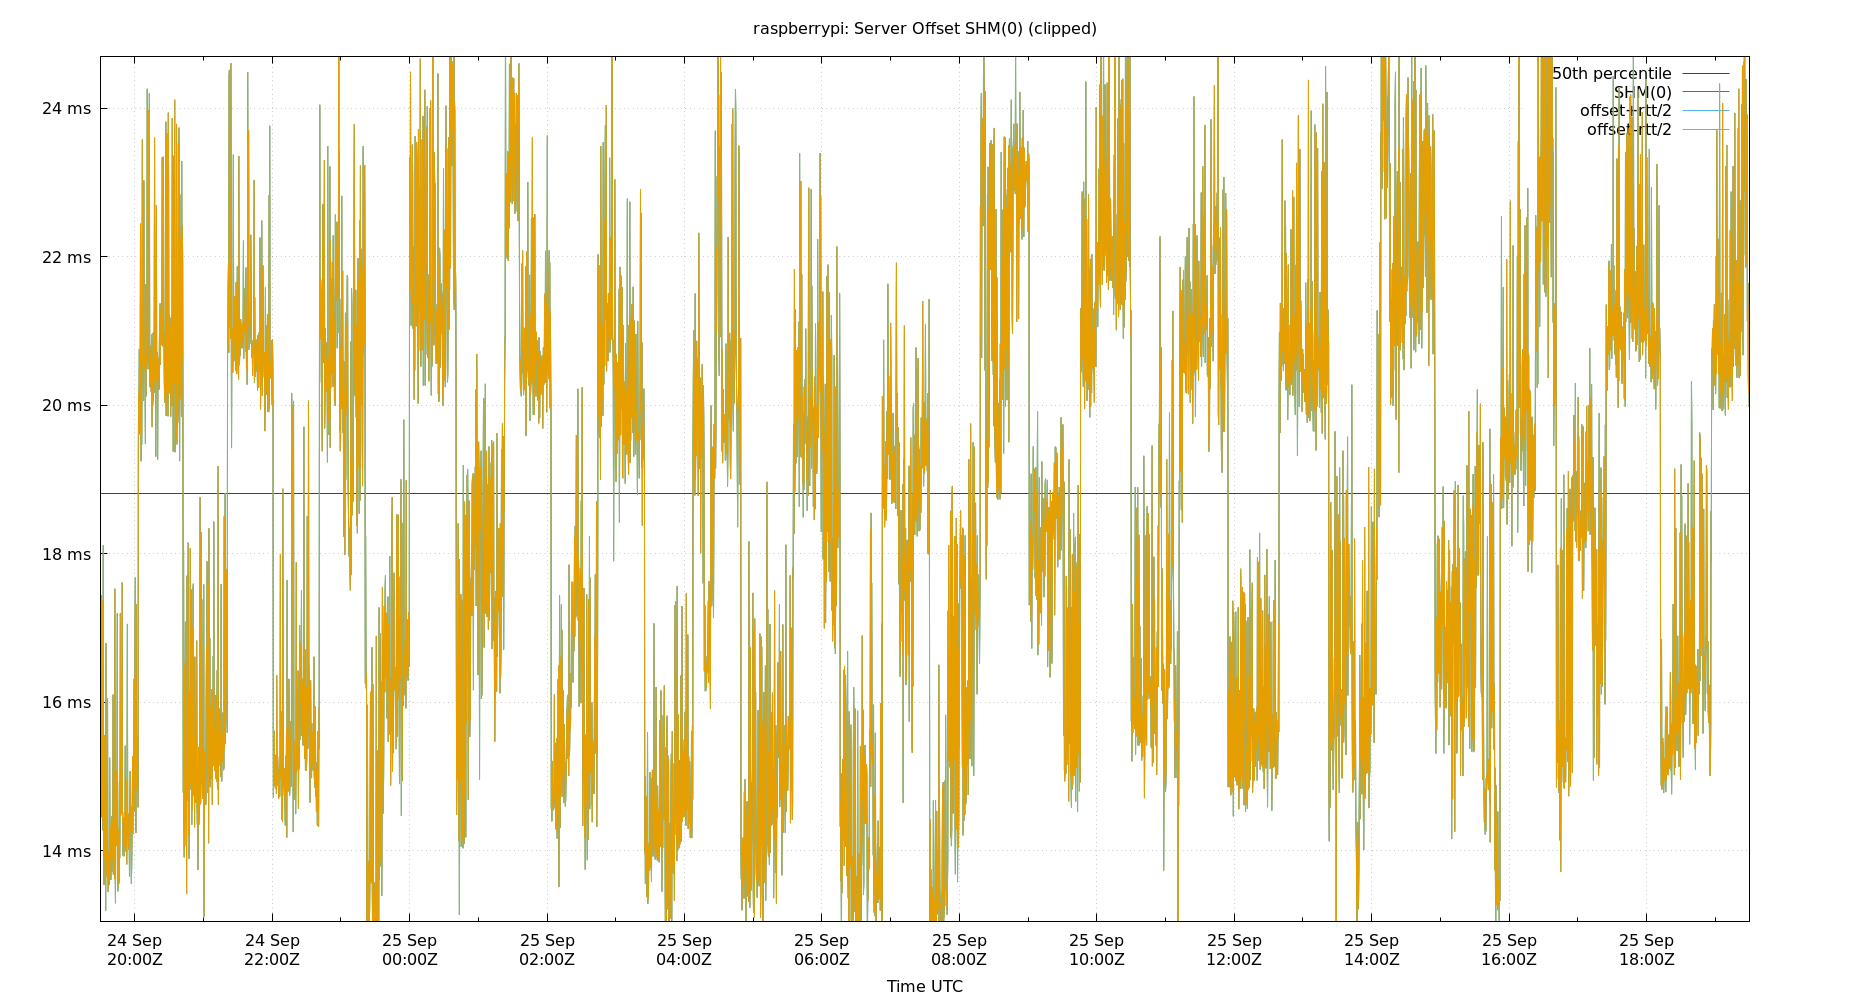 raspberrypi: Server Offset SHM(0) (clipped)
50th percentile
SHM(0)
offset+rtt/2
offset-rtt/2
24 ms
22 ms
20 ms
18 ms
16 ms
14 ms
24 Sep 24 Sep 25 Sep 25 Sep 25 Sep 25 Sep 25 Sep 25 Sep 25 Sep 25 Sep 25 Sep 25 Sep
20:00Z 22:00Z 00:00Z 02:00Z 04:00Z 06:00Z 08:00Z 10:00Z 12:00Z 14:00Z 16:00Z 18:00Z
Time UTC